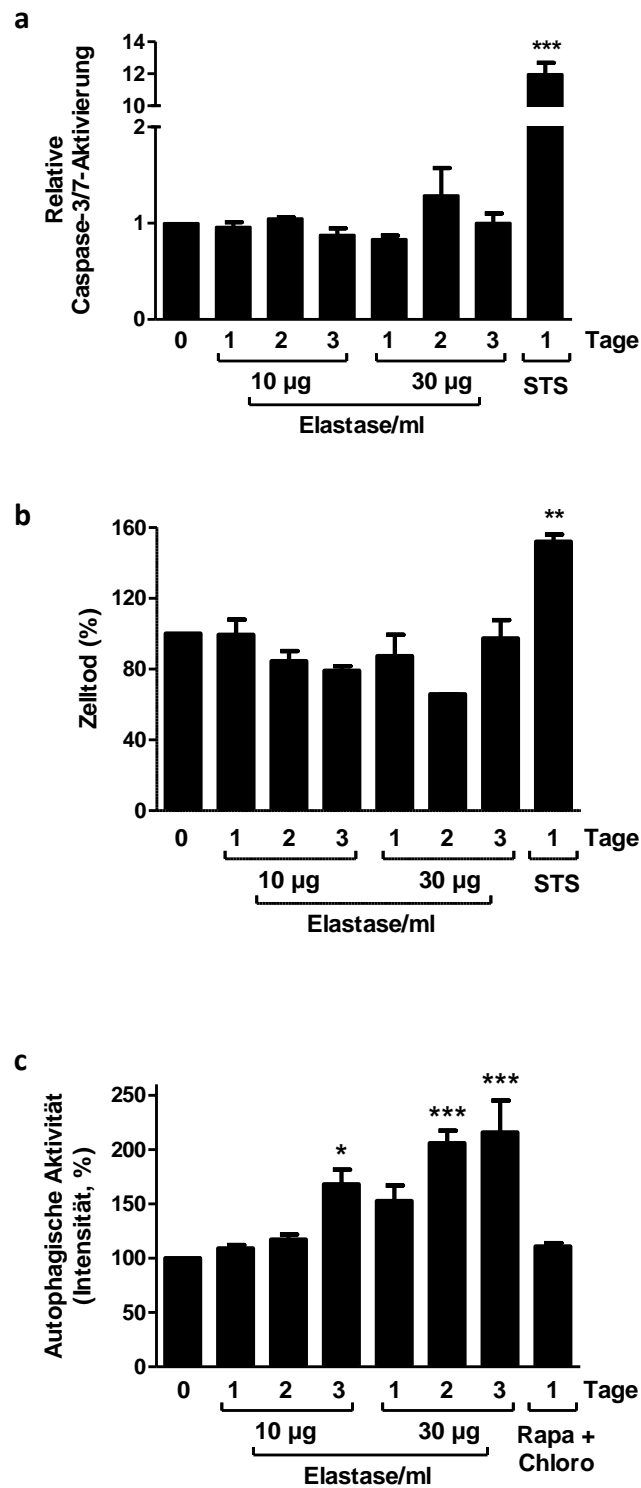 a
Relative
Caspase-3/7-Aktivierung
14
12
10
2
1
0
***
0 1 2 3 1 2 3 1 Tage
10 µg 30 µg STS
Elastase/ml
b
Zelltod (%)
160
120
80
40
0
**
0 1 2 3 1 2 3 1 Tage
10 µg 30 µg STS
Elastase/ml
c
Autophagische Aktivität
(Intensität, %)
250
200
150
100
50
0
* *** ***
0 1 2 3 1 2 3 1 Tage
10 µg 30 µg Rapa +
Chloro
Elastase/ml